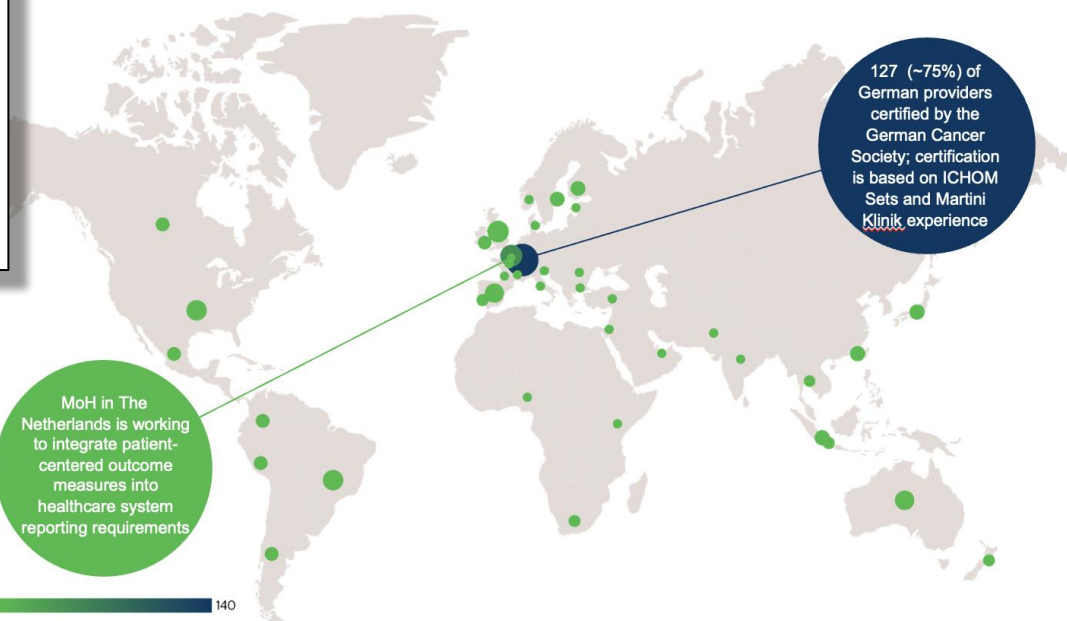 127 (~75%) of
German providers
certified by the
German Cancer
Society; certification
is based on ICHOM
Sets and Martini
Klinik experience
MoH in The
Netherlands is working
to integrate patient-
centered outcome
measures into
healthcare system
reporting requirements
140